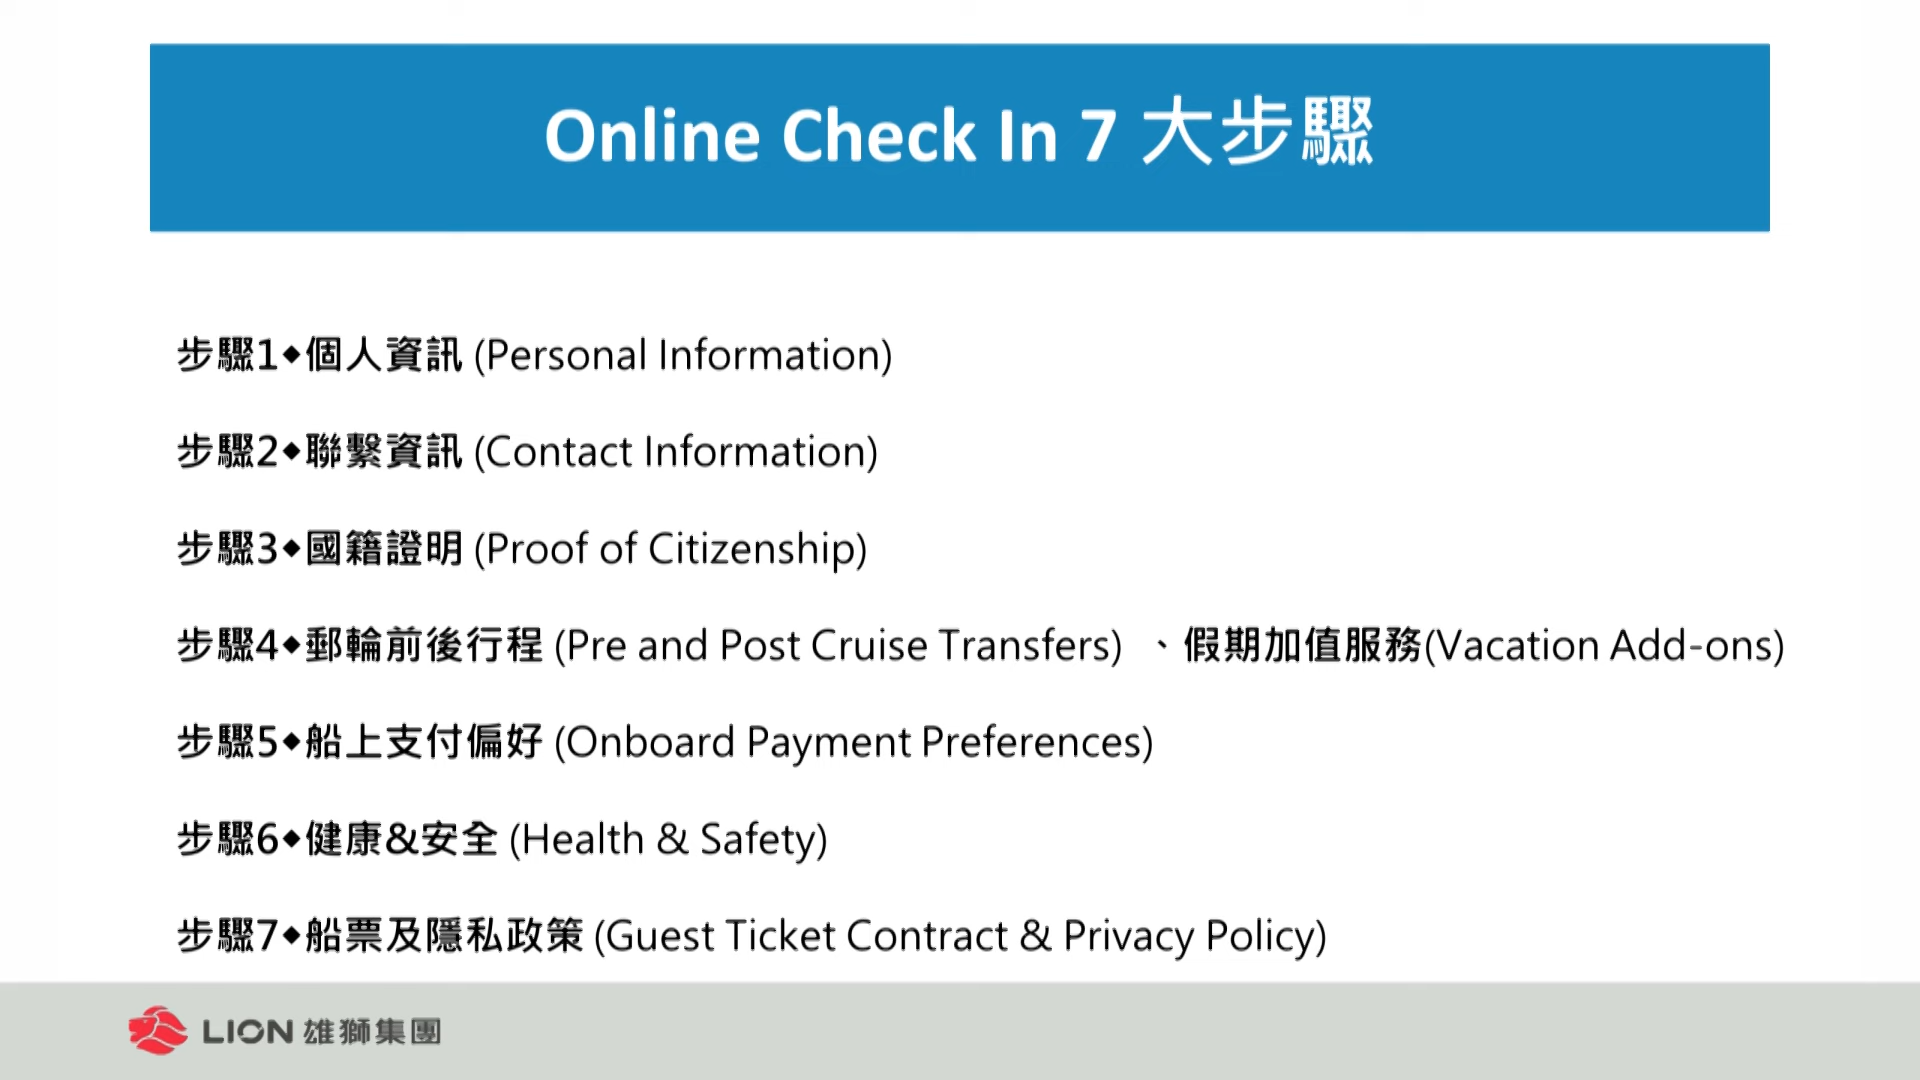 Online Check In 7 大步驟
步驟1◆個人資訊 (Personal Information)
步驟2◆聯繫資訊 (Contact Information)
步驟3◆國籍證明 (Proof of Citizenship)
步驟4◆郵輪前後行程 (Pre and Post Cruise Transfers) 、假期加值服務(Vacation Add-ons)
步驟5◆船上支付偏好 (Onboard Payment Preferences)
步驟6◆健康&安全 (Health & Safety)
步驟7◆船票及隱私政策 (Guest Ticket Contract & Privacy Policy)
LION 雄獅集團